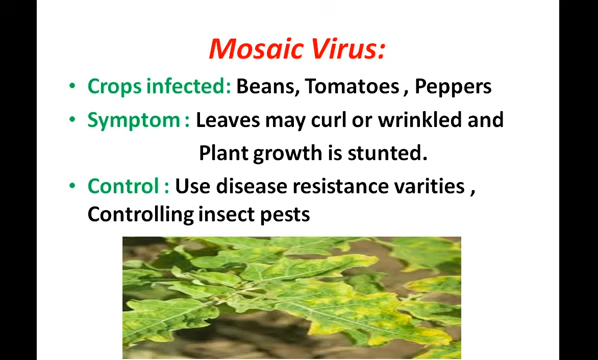 Mosaic Virus:
• Crops infected: Beans, Tomatoes , Peppers
• Symptom : Leaves may curl or wrinkled and
Plant growth is stunted.
• Control : Use disease resistance varities ,
Controlling insect pests